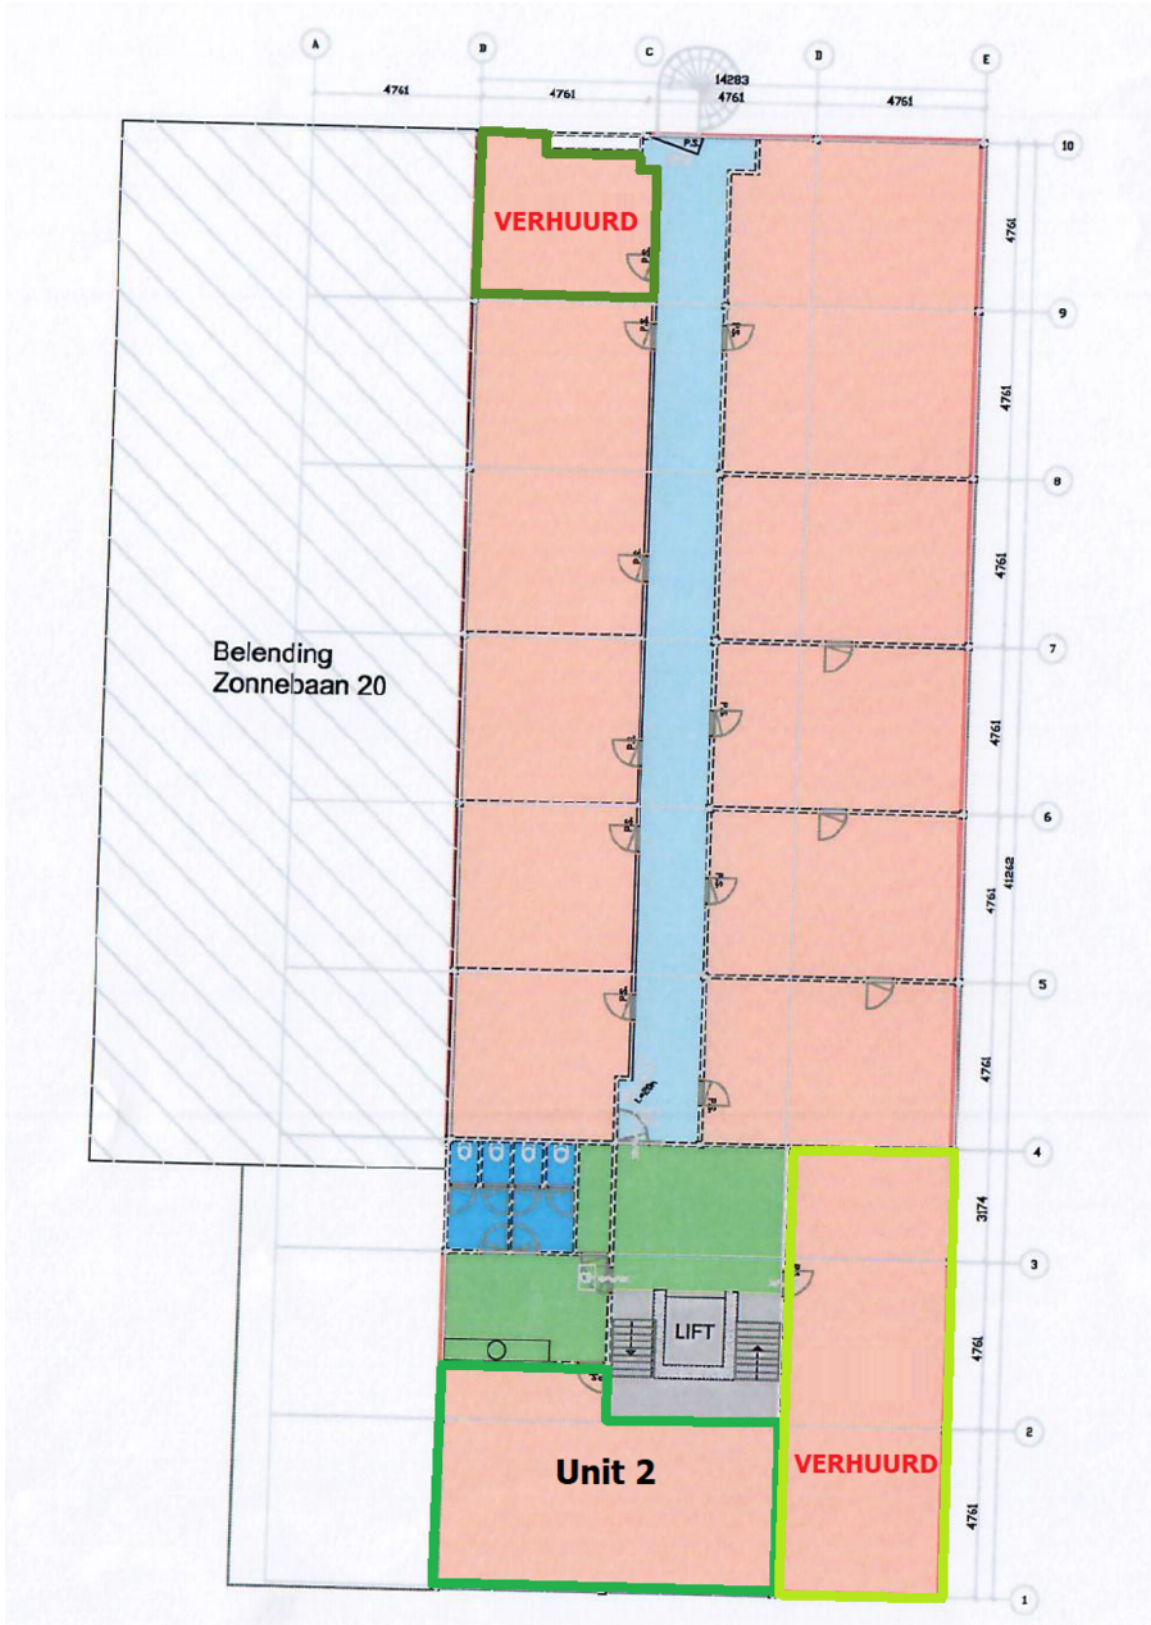 A
B
C
D
E
14283
4761
4761
4761
4761
P.S.
10
VERHUURD
4761
P.S.
9
P.S.
P.S.
4761
8
P.S.
4761
Belending
Zonnebaan 20
7
P.S.
P.S.
4761
6
P.S.
P.S.
4761
41262
5
P.S.
4761
P.S.
4
3174
3
P.S.
LIFT
4761
P.S.
2
Unit 2
VERHUURD
4761
1